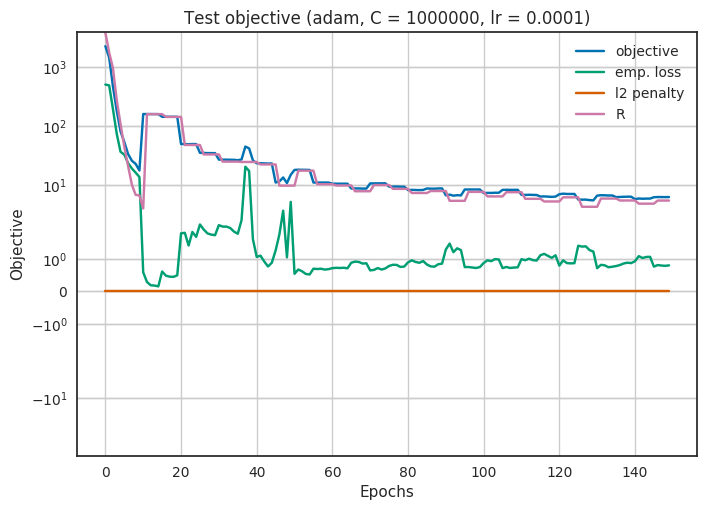 Test objective (adam, C = 1000000, lr = 0.0001)
objective
emp. loss
l2 penalty
R
10³
10²
10¹
10⁰
0
−10⁰
−10¹
Objective
0 20 40 60 80 100 120 140
Epochs